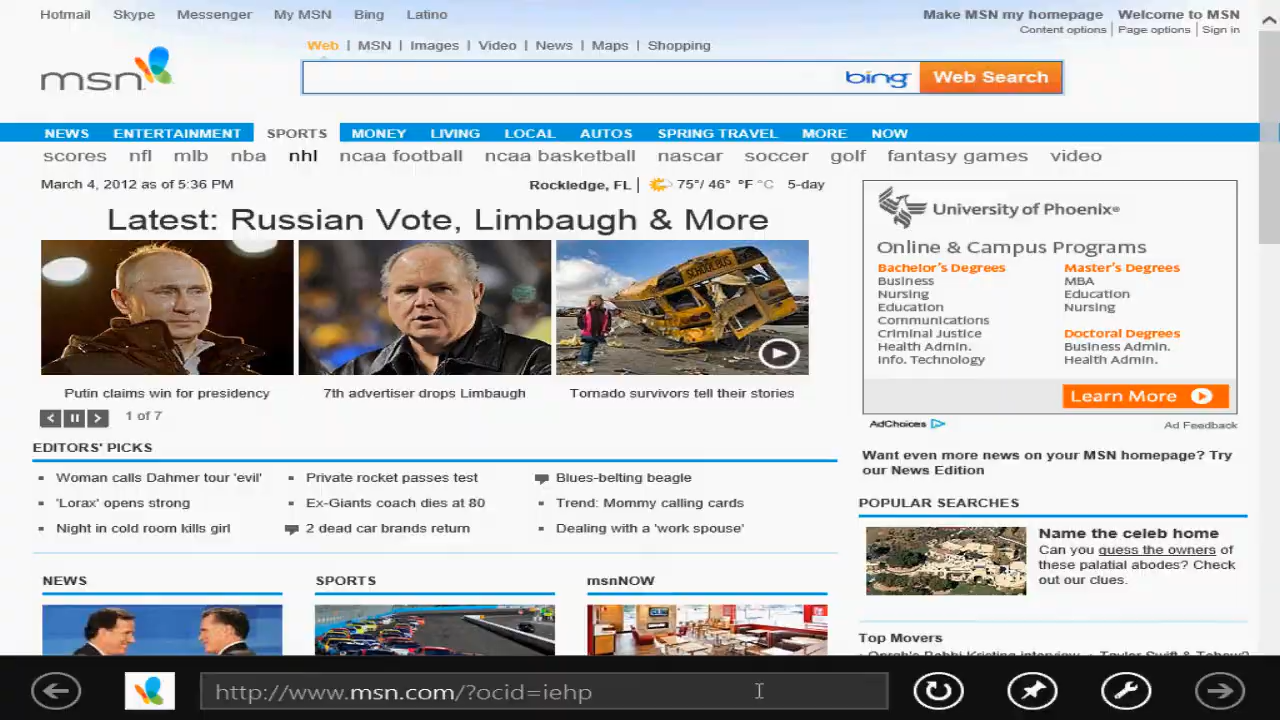 Hotmail Skype Messenger My MSN Bing Latino
Make MSN my homepage Welcome to MSN
Content options | Page options | Sign in
Web | MSN | Images | Video | News | Maps | Shopping
msn
bing Web Search
NEWS ENTERTAINMENT SPORTS MONEY LIVING LOCAL AUTOS SPRING TRAVEL MORE NOW
scores nfl mlb nba nhl ncaa football ncaa basketball nascar soccer golf fantasy games video
March 4, 2012 as of 5:36 PM
Rockledge, FL | 75°/ 46° °F °C 5-day
Latest: Russian Vote, Limbaugh & More
SCHOOL BUS
Putin claims win for presidency
7th advertiser drops Limbaugh
Tornado survivors tell their stories
1 of 7
University of Phoenix®
Online & Campus Programs
Bachelor's Degrees
Business
Nursing
Education
Communications
Criminal Justice
Health Admin.
Info. Technology
Master's Degrees
MBA
Education
Nursing
Doctoral Degrees
Business Admin.
Health Admin.
Learn More
AdChoices
Ad Feedback
EDITORS' PICKS
Woman calls Dahmer tour 'evil'
'Lorax' opens strong
Night in cold room kills girl
Private rocket passes test
Ex-Giants coach dies at 80
2 dead car brands return
Blues-belting beagle
Trend: Mommy calling cards
Dealing with a 'work spouse'
Want even more news on your MSN homepage? Try
our News Edition
POPULAR SEARCHES
Name the celeb home
Can you guess the owners of
these palatial abodes? Check
out our clues.
NEWS
SPORTS
msnNOW
Top Movers
http://www.msn.com/?ocid=iehp